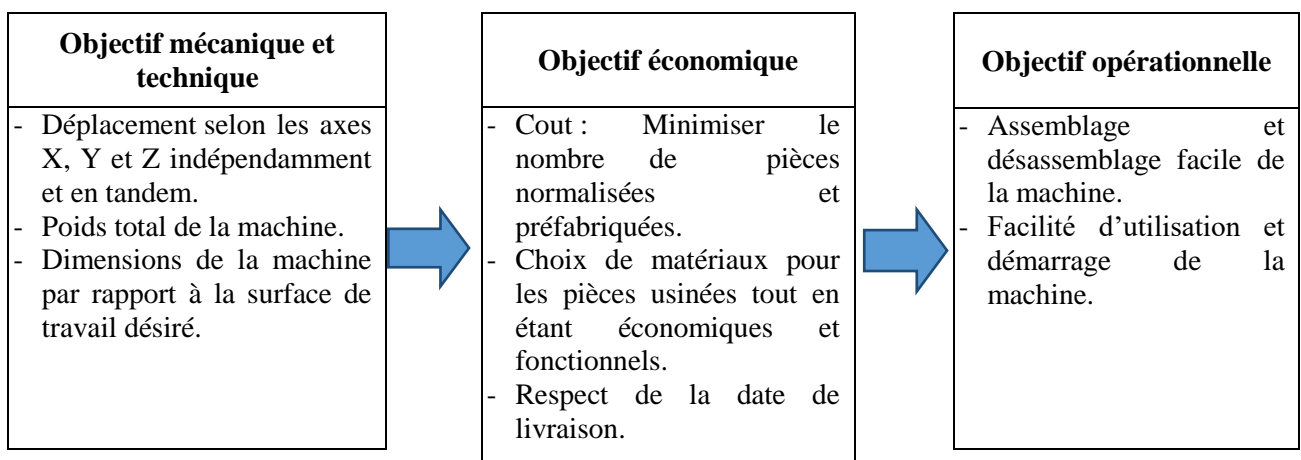 Objectif mécanique et
technique
- Déplacement selon les axes
X, Y et Z indépendamment
et en tandem.
- Poids total de la machine.
- Dimensions de la machine
par rapport à la surface de
travail désiré.
Objectif économique
- Cout : Minimiser le
nombre de pièces
normalisées et
préfabriquées.
- Choix de matériaux pour
les pièces usinées tout en
étant économiques et
fonctionnels.
- Respect de la date de
livraison.
Objectif opérationnelle
- Assemblage et
désassemblage facile de
la machine.
- Facilité d’utilisation et
démarrage de la
machine.